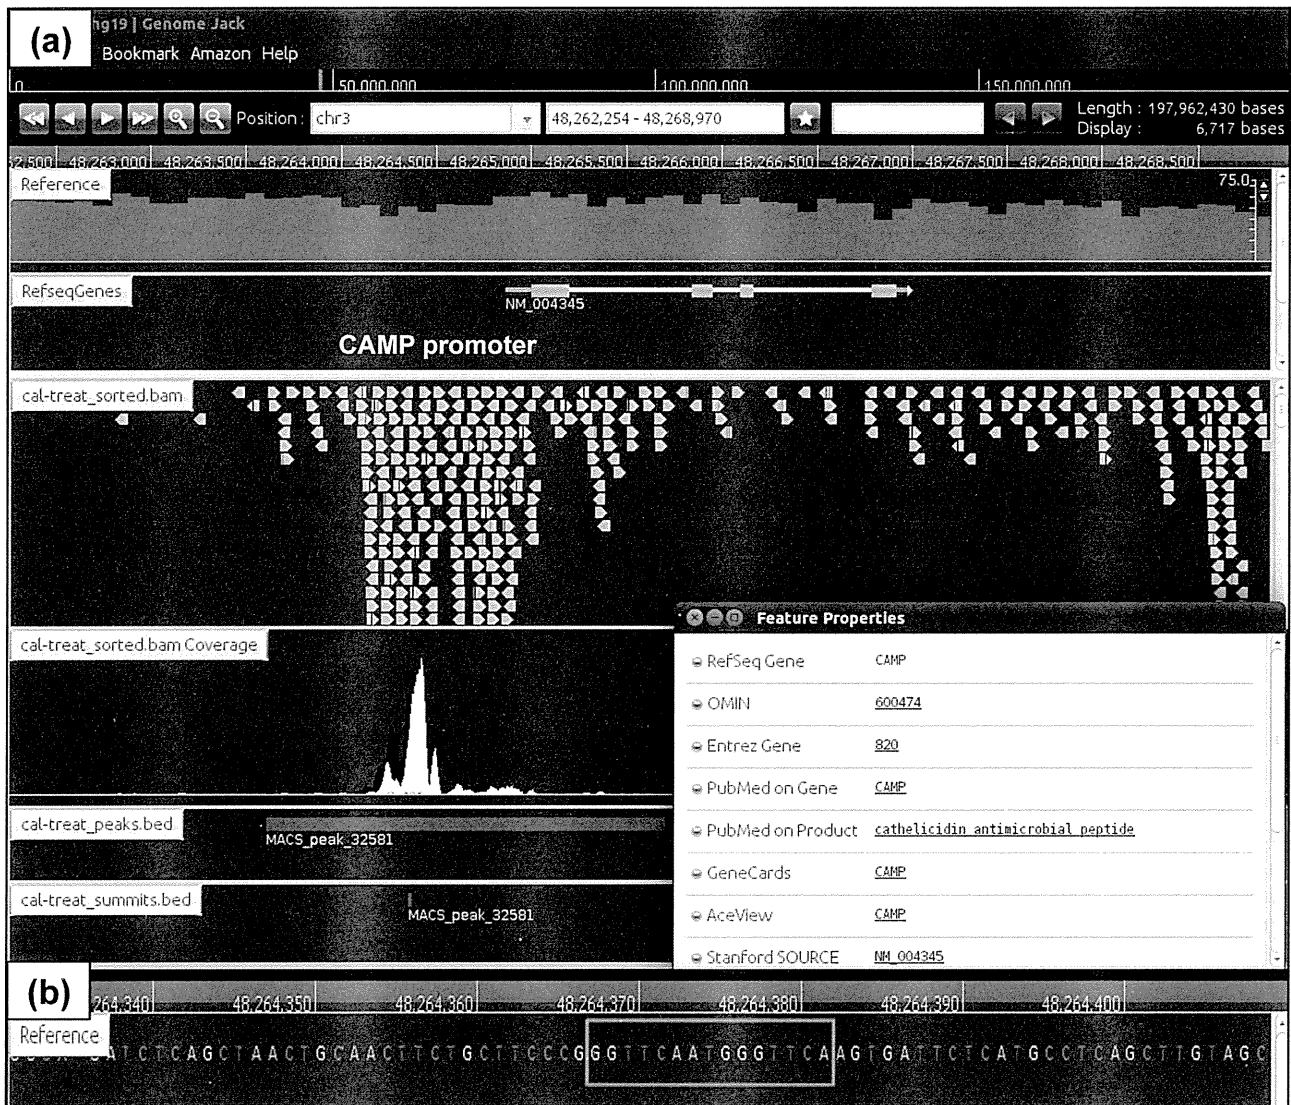 (a)
hg19 | Genome Jack
Bookmark Amazon Help
0 50,000,000 100,000,000 150,000,000
Position : chr3 48,262,254 - 48,268,970 Length : 197,962,430 bases
Display : 6,717 bases
48,263,000 48,263,500 48,264,000 48,264,500 48,265,000 48,265,500 48,266,000 48,266,500 48,267,000 48,267,500 48,268,000 48,268,500
Reference 75.0
RefseqGenes
NM_004345
CAMP promoter
cal-treat_sorted.bam
Feature Properties
cal-treat_sorted.bam Coverage
RefSeq Gene CAMP
OMIN 600474
Entrez Gene 820
PubMed on Gene CAMP
PubMed on Product cathelicidin antimicrobial peptide
GeneCards CAMP
AceView CAMP
Stanford SOURCE NM_004345
cal-treat_peaks.bed
MACS_peak_32581
cal-treat_summits.bed
MACS_peak_32581
(b)
48,264,350 48,264,360 48,264,370 48,264,380 48,264,390 48,264,400
Reference
ATCTCAGCTAACTGCAACTTCTGCTTCCCGGGTTCAATGGGTTCAAGTGATTCTCATGCCTCAGCTTGTAGC